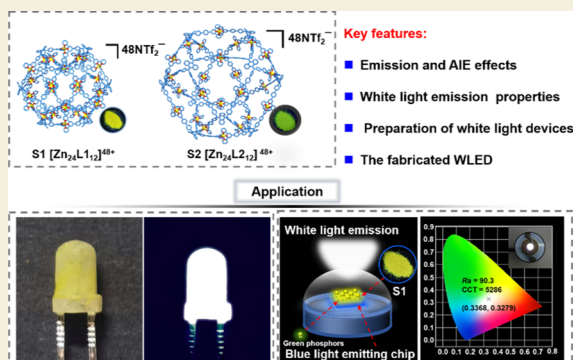 48NTf₂⁻
48NTf₂⁻
S1 [Zn₂₄L1₁₂]⁴⁸⁺
S2 [Zn₂₄L2₁₂]⁴⁸⁺
Key features:
Emission and AIE effects
White light emission properties
Preparation of white light devices
The fabricated WLED
Application
White light emission
S1
Green phosphors
Blue light emitting chip
0.9
0.8
0.7
0.6
0.5
0.4
0.3
0.2
0.1
0.0
Ra = 90.3
CCT = 5286
(0.3368, 0.3279)
0.0 0.1 0.2 0.3 0.4 0.5 0.6 0.7 0.8